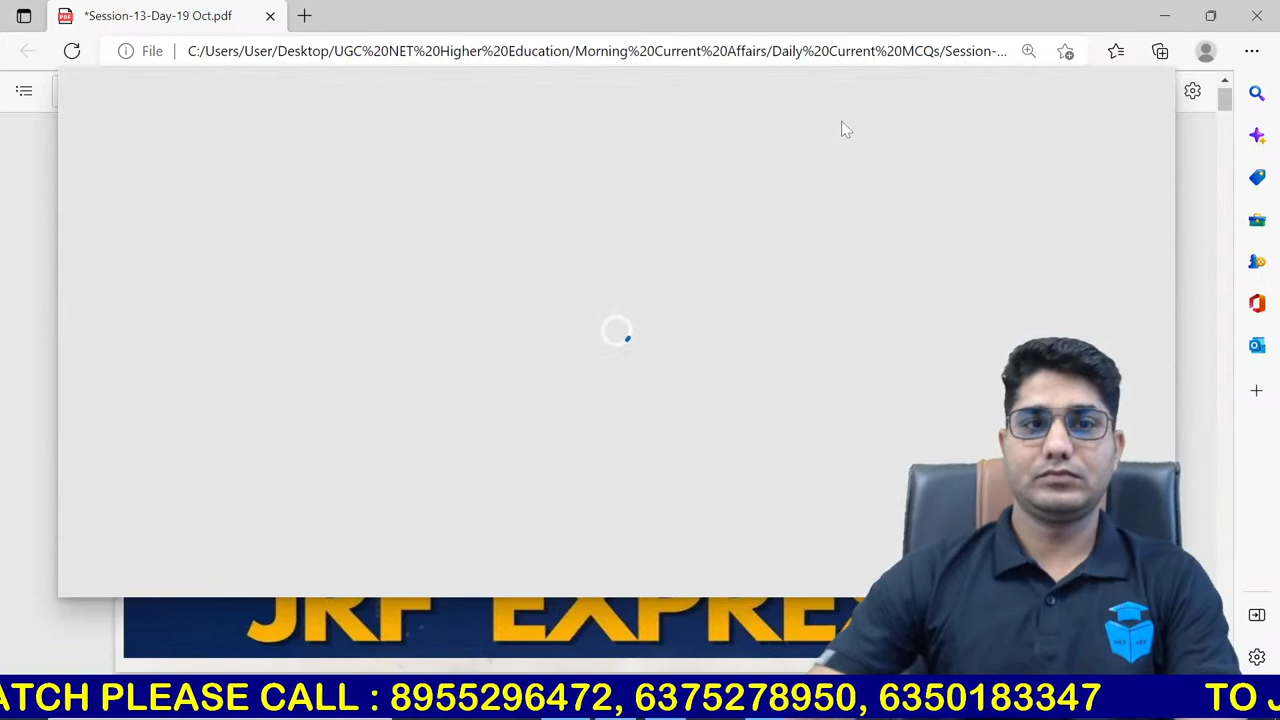 *Session-13-Day-19 Oct.pdf
File | C:/Users/User/Desktop/UGC%20NET%20Higher%20Education/Morning%20Current%20Affairs/Daily%20Current%20MCQs/Session-...
JRF EXPRE
ATCH PLEASE CALL : 8955296472, 6375278950, 6350183347 TO J